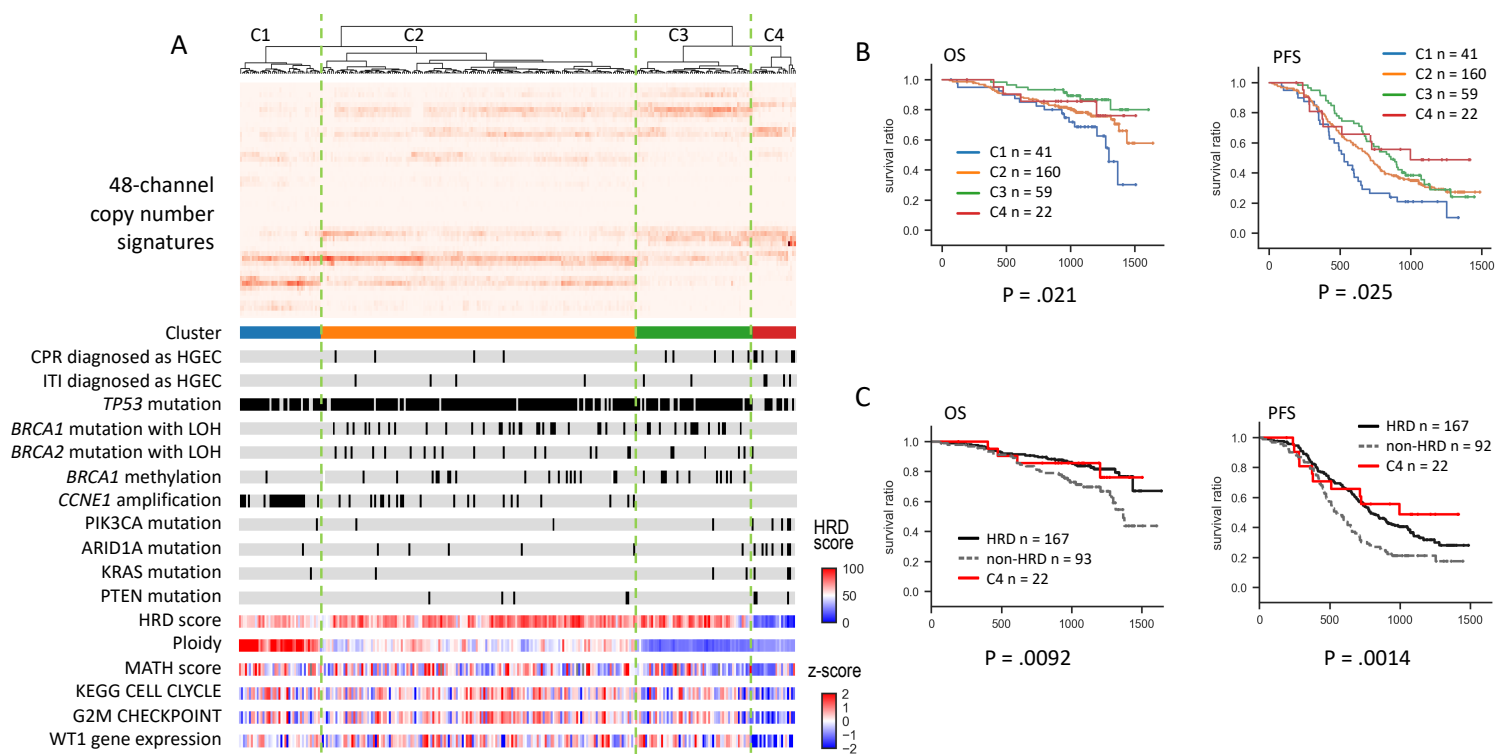 A
C1
C2
C3
C4
48-channel
copy number
signatures
Cluster
CPR diagnosed as HGEC
ITI diagnosed as HGEC
TP53 mutation
BRCA1 mutation with LOH
BRCA2 mutation with LOH
BRCA1 methylation
CCNE1 amplification
PIK3CA mutation
ARID1A mutation
KRAS mutation
PTEN mutation
HRD score
Ploidy
MATH score
KEGG CELL CLYCLE
G2M CHECKPOINT
WT1 gene expression
HRD
score
100
50
0
z-score
2
1
0
−1
−2
B
OS
survival ratio
1.0
0.8
0.6
0.4
0.2
0.0
C1 n = 41
C2 n = 160
C3 n = 59
C4 n = 22
0 500 1000 1500
P = .021
PFS
survival ratio
1.0
0.8
0.6
0.4
0.2
0.0
C1 n = 41
C2 n = 160
C3 n = 59
C4 n = 22
0 500 1000 1500
P = .025
C
OS
survival ratio
1.0
0.8
0.6
0.4
0.2
0.0
HRD n = 167
non-HRD n = 93
C4 n = 22
0 500 1000 1500
P = .0092
PFS
survival ratio
1.0
0.8
0.6
0.4
0.2
0.0
HRD n = 167
non-HRD n = 92
C4 n = 22
0 500 1000 1500
P = .0014